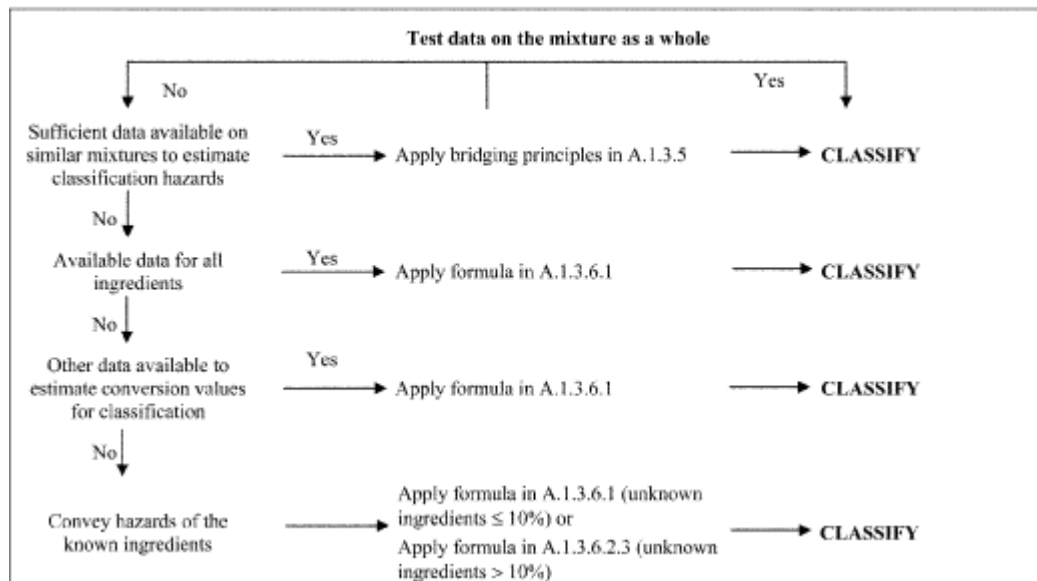 Test data on the mixture as a whole
No
Yes
Sufficient data available on
similar mixtures to estimate
classification hazards
Yes
Apply bridging principles in A.1.3.5
CLASSIFY
No
Available data for all
ingredients
Yes
Apply formula in A.1.3.6.1
CLASSIFY
No
Other data available to
estimate conversion values
for classification
Yes
Apply formula in A.1.3.6.1
CLASSIFY
No
Convey hazards of the
known ingredients
Apply formula in A.1.3.6.1 (unknown
ingredients ≤ 10%) or
Apply formula in A.1.3.6.2.3 (unknown
ingredients > 10%)
CLASSIFY